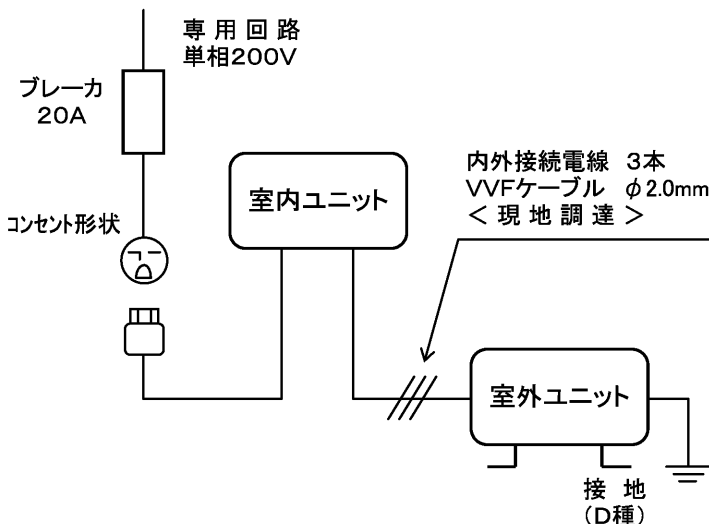 専用回路
単相200V
ブレーカ
20A
コンセント形状
室内ユニット
内外接続電線 3本
VVFケーブル φ2.0mm
<現地調達>
室外ユニット
接地
(D種)